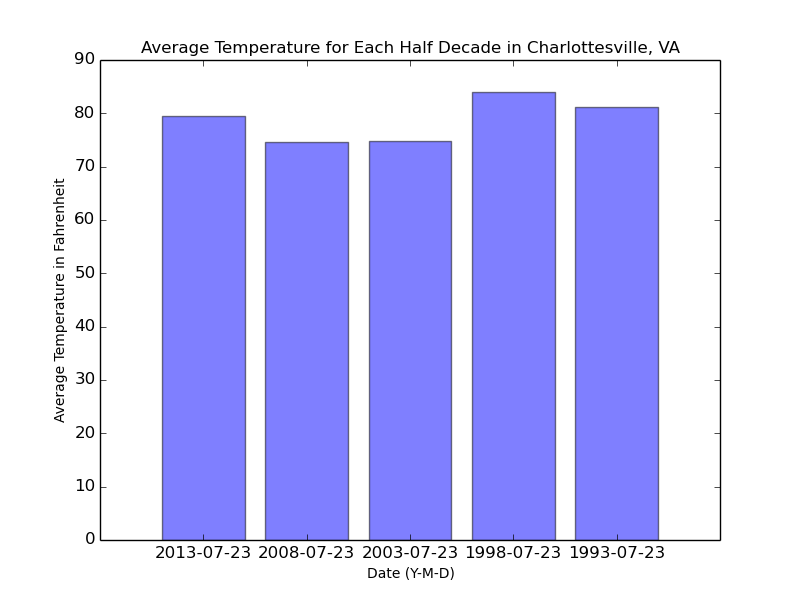 Average Temperature for Each Half Decade in Charlottesville, VA
90
80
70
60
50
40
30
20
10
0
Average Temperature in Fahrenheit
2013-07-23 2008-07-23 2003-07-23 1998-07-23 1993-07-23
Date (Y-M-D)